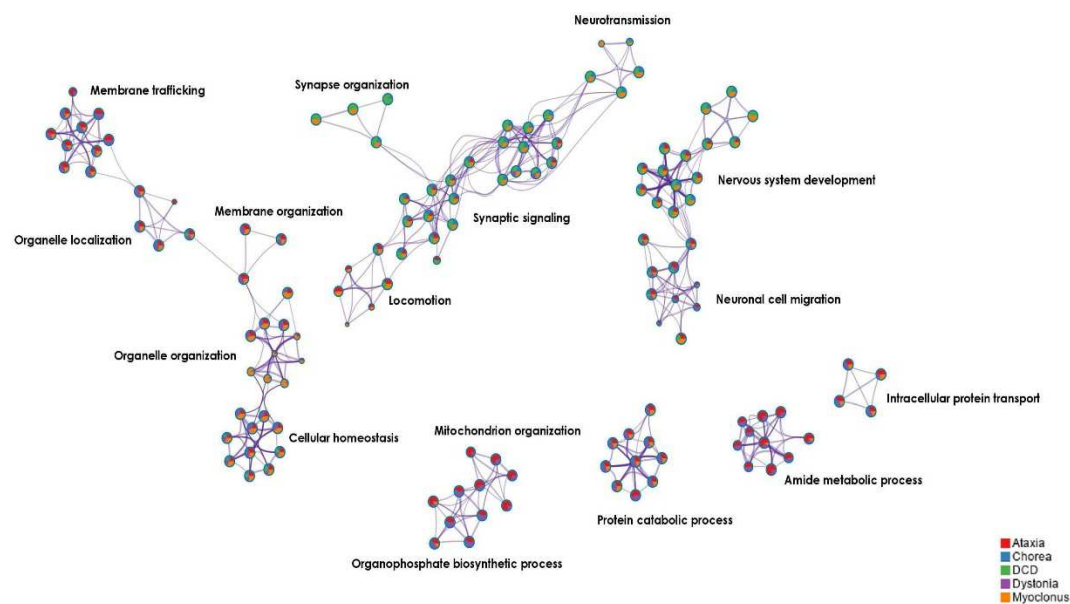 Neurotransmission
Membrane trafficking
Synapse organization
Nervous system development
Membrane organization
Synaptic signaling
Organelle localization
Locomotion
Neuronal cell migration
Organelle organization
Intracellular protein transport
Cellular homeostasis
Mitochondrion organization
Amide metabolic process
Protein catabolic process
Organophosphate biosynthetic process
Ataxia
Chorea
DCD
Dystonia
Myoclonus